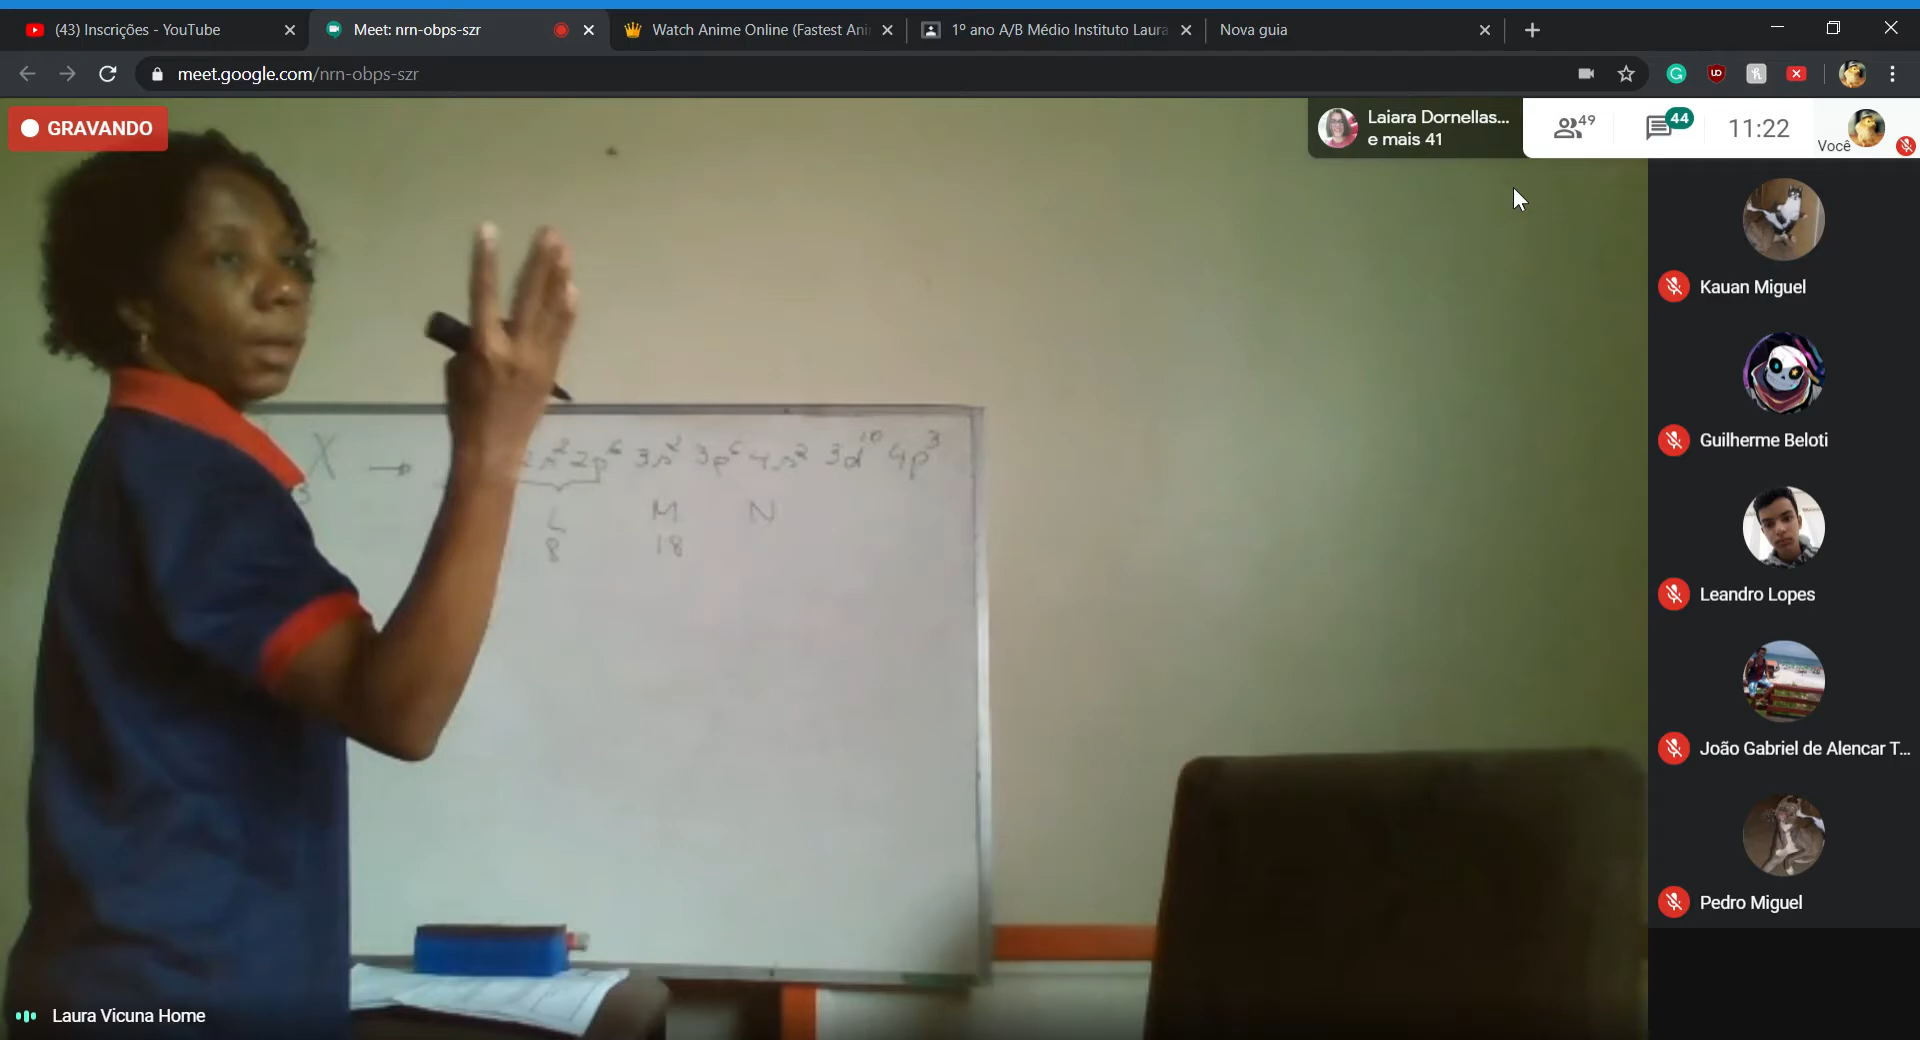 (43) Inscrições - YouTube
Meet: nrn-obps-szr
Watch Anime Online (Fastest Ani
1º ano A/B Médio Instituto Laura
Nova guia
meet.google.com/nrn-obps-szr
GRAVANDO
Laiara Dornellas...
e mais 41
49
44
11:22
Você
Kauan Miguel
Guilherme Beloti
Leandro Lopes
João Gabriel de Alencar T...
Pedro Miguel
X → 2s² 2p⁶ 3s² 3p⁶ 4s² 3d¹⁰ 4p³
3
L M N
8 18
Laura Vicuna Home